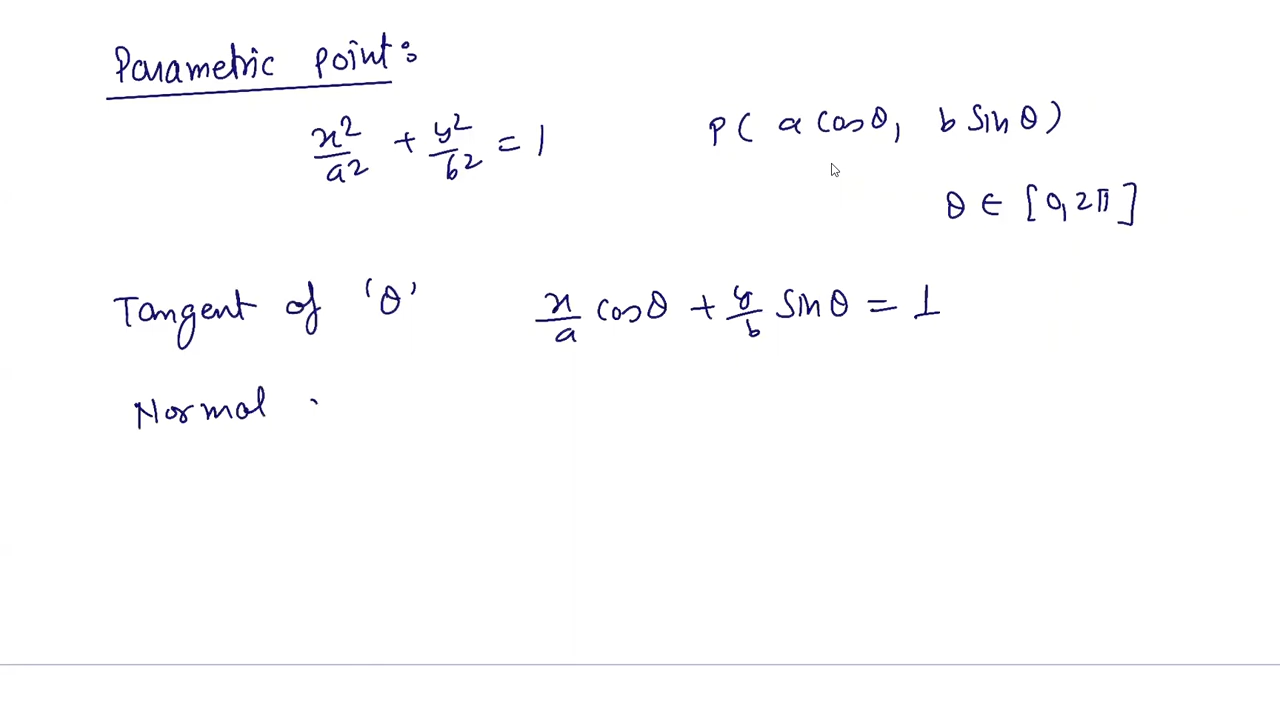 Parametric point:
x²/a² + y²/b² = 1
P( a cosθ, b sinθ)
θ ∈ [0, 2π]
Tangent of 'θ' x/a cosθ + y/b sinθ = 1
Normal